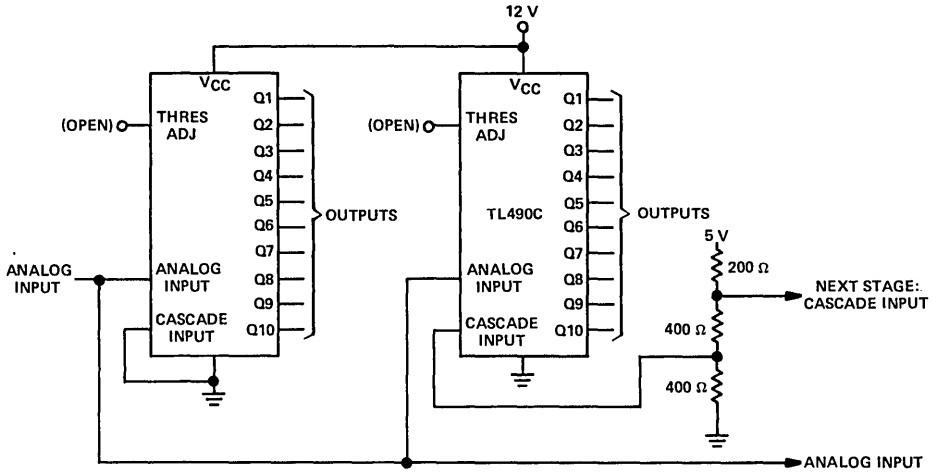 12 V
VCC
THRES
ADJ
(OPEN)
Q1
Q2
Q3
Q4
Q5
Q6
Q7
Q8
Q9
Q10
OUTPUTS
ANALOG
INPUT
ANALOG
INPUT
CASCADE
INPUT
VCC
(OPEN)
THRES
ADJ
TL490C
Q1
Q2
Q3
Q4
Q5
Q6
Q7
Q8
Q9
Q10
OUTPUTS
ANALOG
INPUT
CASCADE
INPUT
5 V
200 Ω
NEXT STAGE:
CASCADE INPUT
400 Ω
400 Ω
ANALOG INPUT